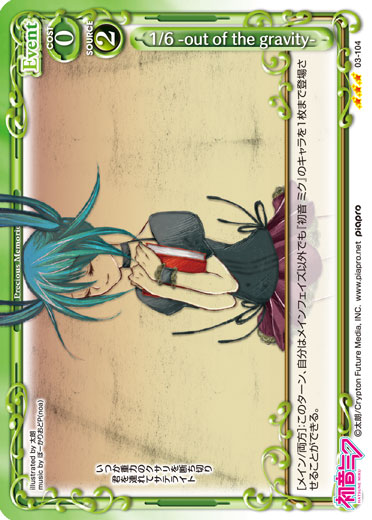 Event
COST
0
SOURCE
2
1/6 -out of the gravity-
Precious Memories
illustrated by 太朗
music by ぼーかりおどP(noa)
いつか重力のクサリを断ち切り
君を連れてサテライト
[メイン/両方]:このターン、自分はメインフェイズ以外でも『初音 ミク』のキャラを1枚まで登場さ
せることができる。
初音ミク
©太朗/Crypton Future Media, INC. www.piapro.net piapro
03-104